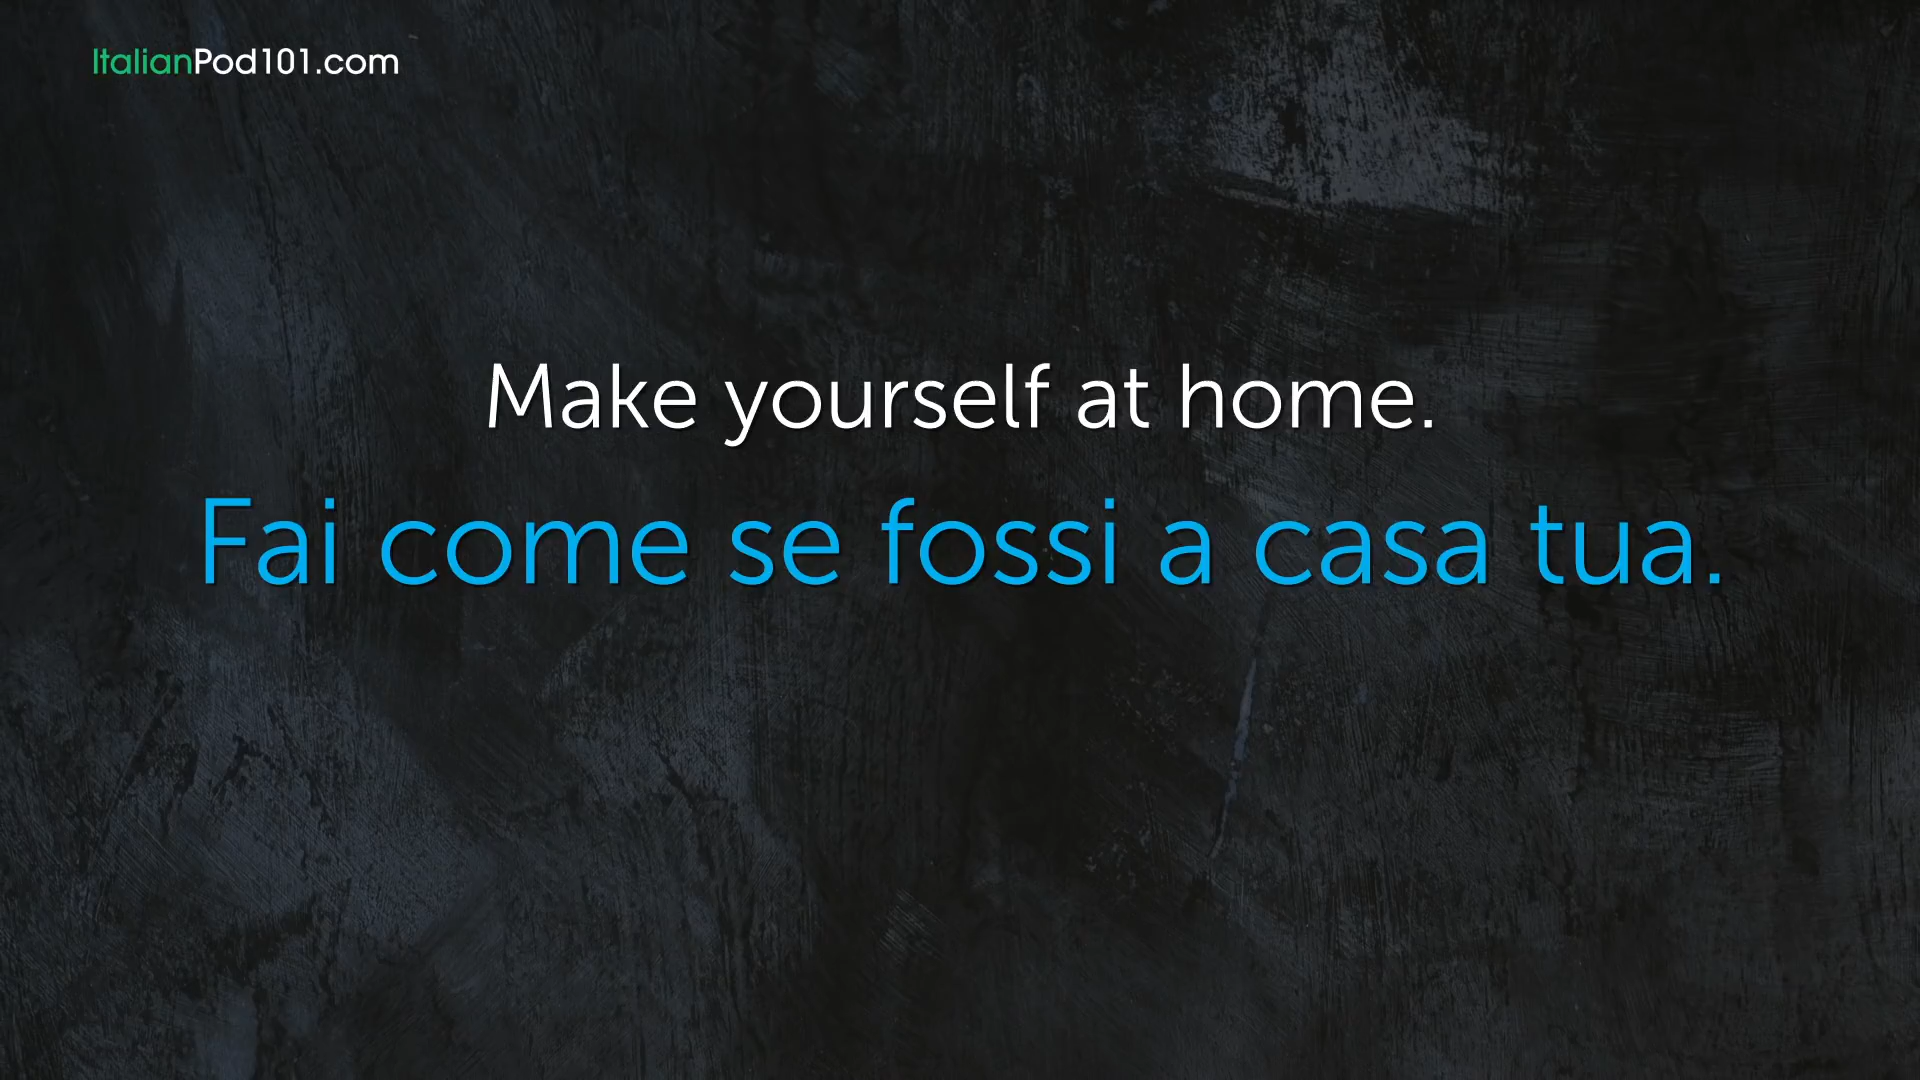 ItalianPod101.com
Make yourself at home.
Fai come se fossi a casa tua.